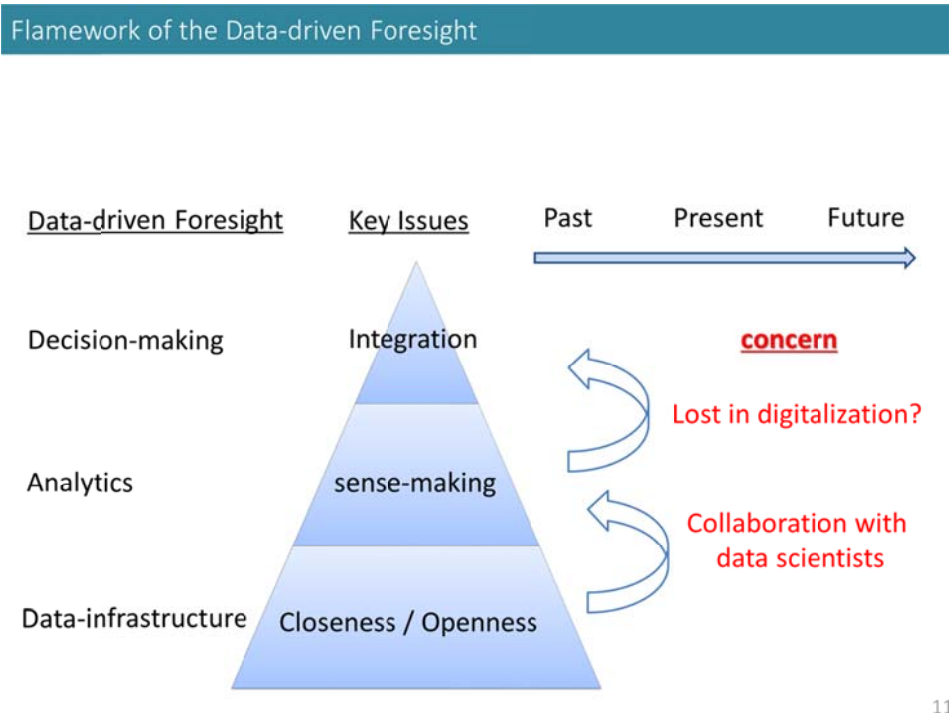 Flamework of the Data-driven Foresight
Data-driven Foresight
Key Issues
Past
Present
Future
Decision-making
Integration
concern
Lost in digitalization?
Analytics
sense-making
Collaboration with
data scientists
Data-infrastructure
Closeness / Openness
11